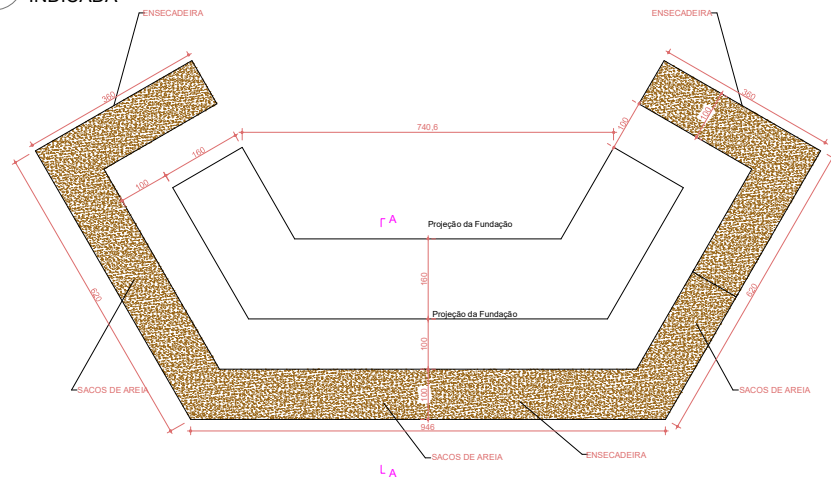 INDICADA
ENSECADEIRA
ENSECADEIRA
360
360
740,6
100
100
160
100
A
Projeção da Fundação
160
620
620
Projeção da Fundação
100
100
SACOS DE AREIA
SACOS DE AREIA
946
SACOS DE AREIA
ENSECADEIRA
A